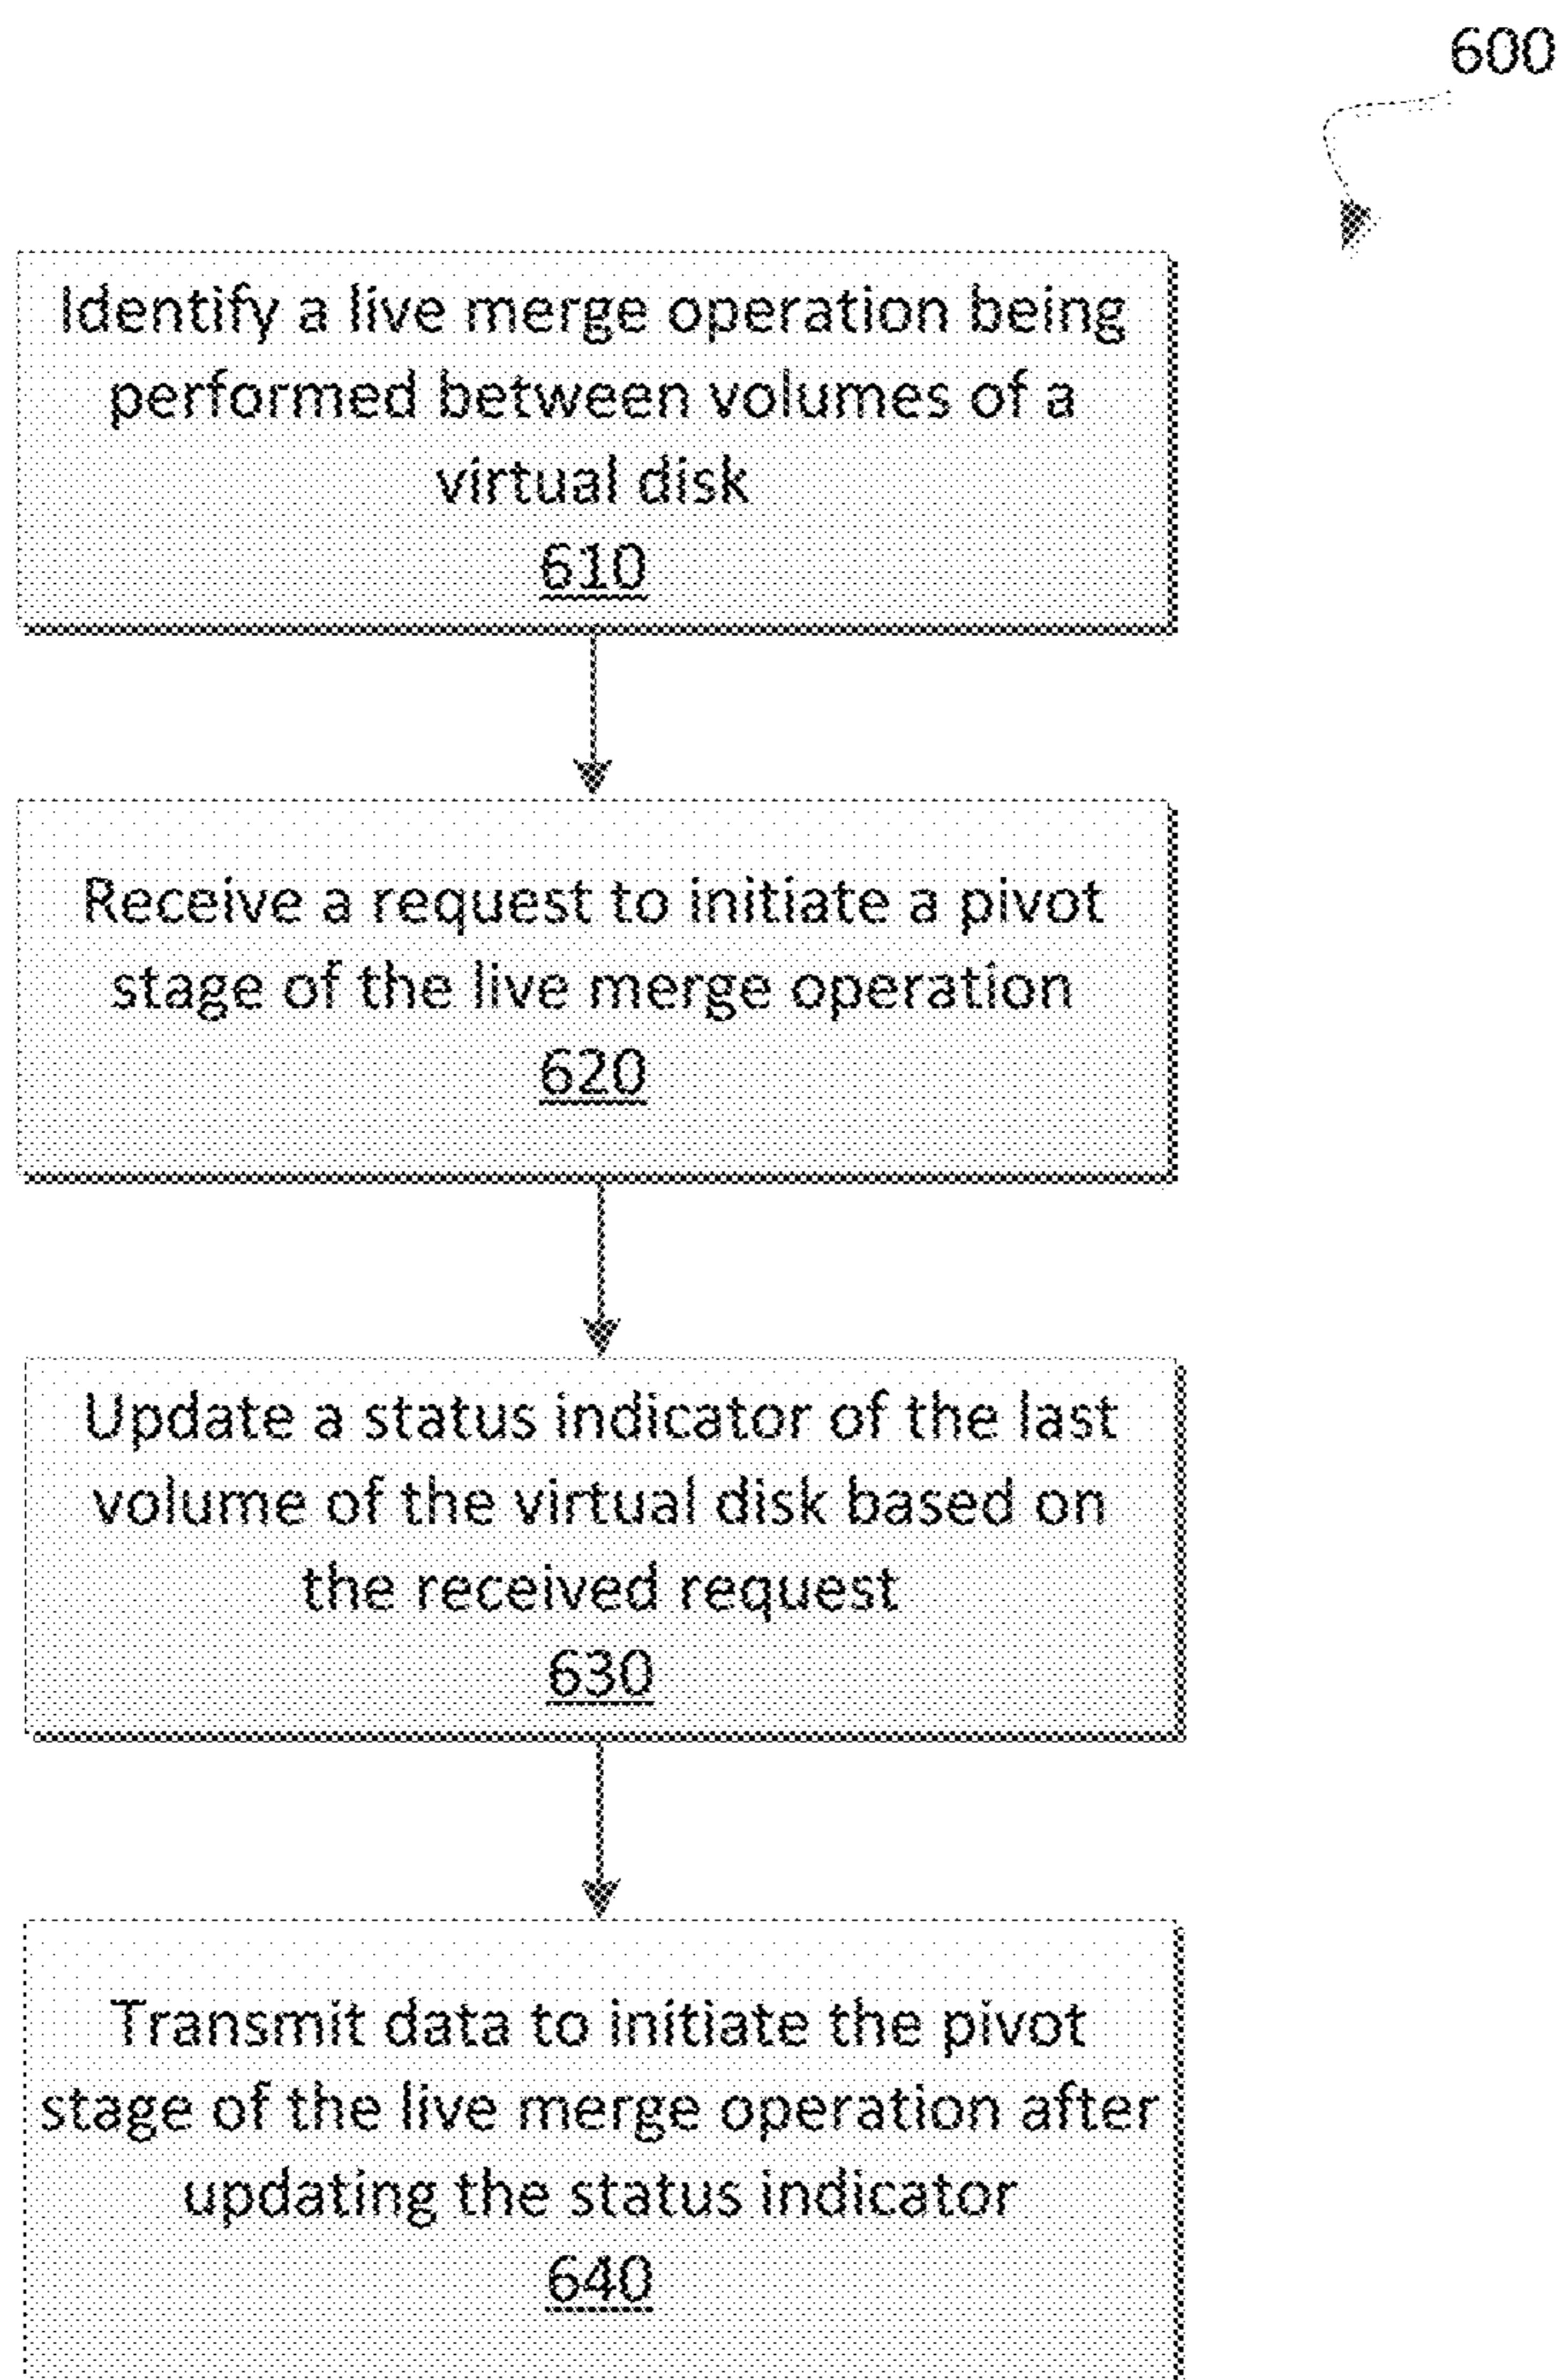 600
Identify a live merge operation being
performed between volumes of a
virtual disk
610
Receive a request to initiate a pivot
stage of the live merge operation
620
Update a status indicator of the last
volume of the virtual disk based on
the received request
630
Transmit data to initiate the pivot
stage of the live merge operation after
updating the status indicator
640